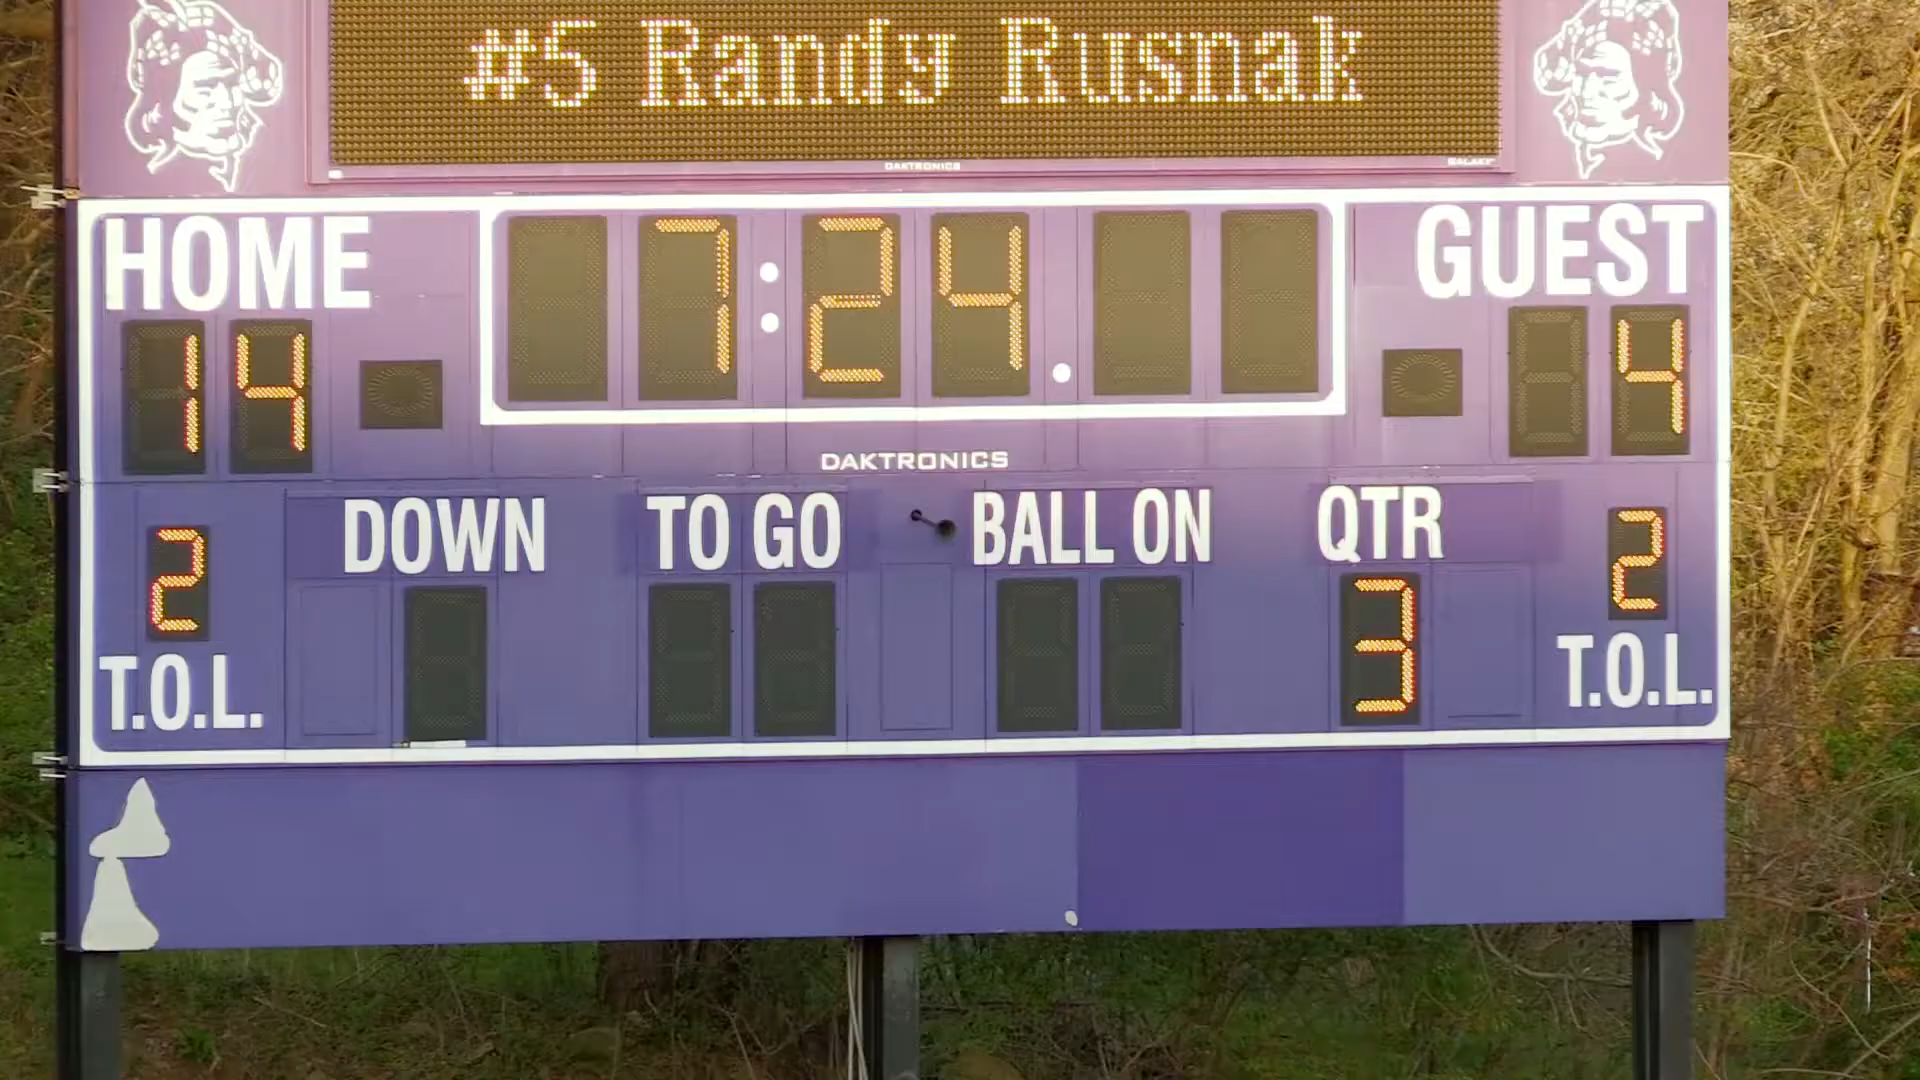 #5 Randy Rusnak
DAKTRONICS
GALAXY
HOME 7:24. GUEST
14 4
DAKTRONICS
DOWN TO GO BALL ON QTR
2 3 2
T.O.L. T.O.L.